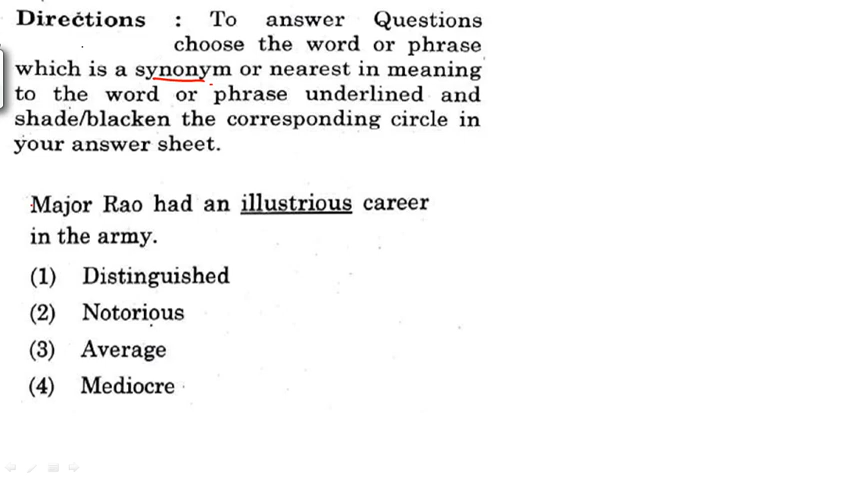 Directions : To answer Questions
choose the word or phrase
which is a synonym or nearest in meaning
to the word or phrase underlined and
shade/blacken the corresponding circle in
your answer sheet.
Major Rao had an illustrious career
in the army.
(1) Distinguished
(2) Notorious
(3) Average
(4) Mediocre